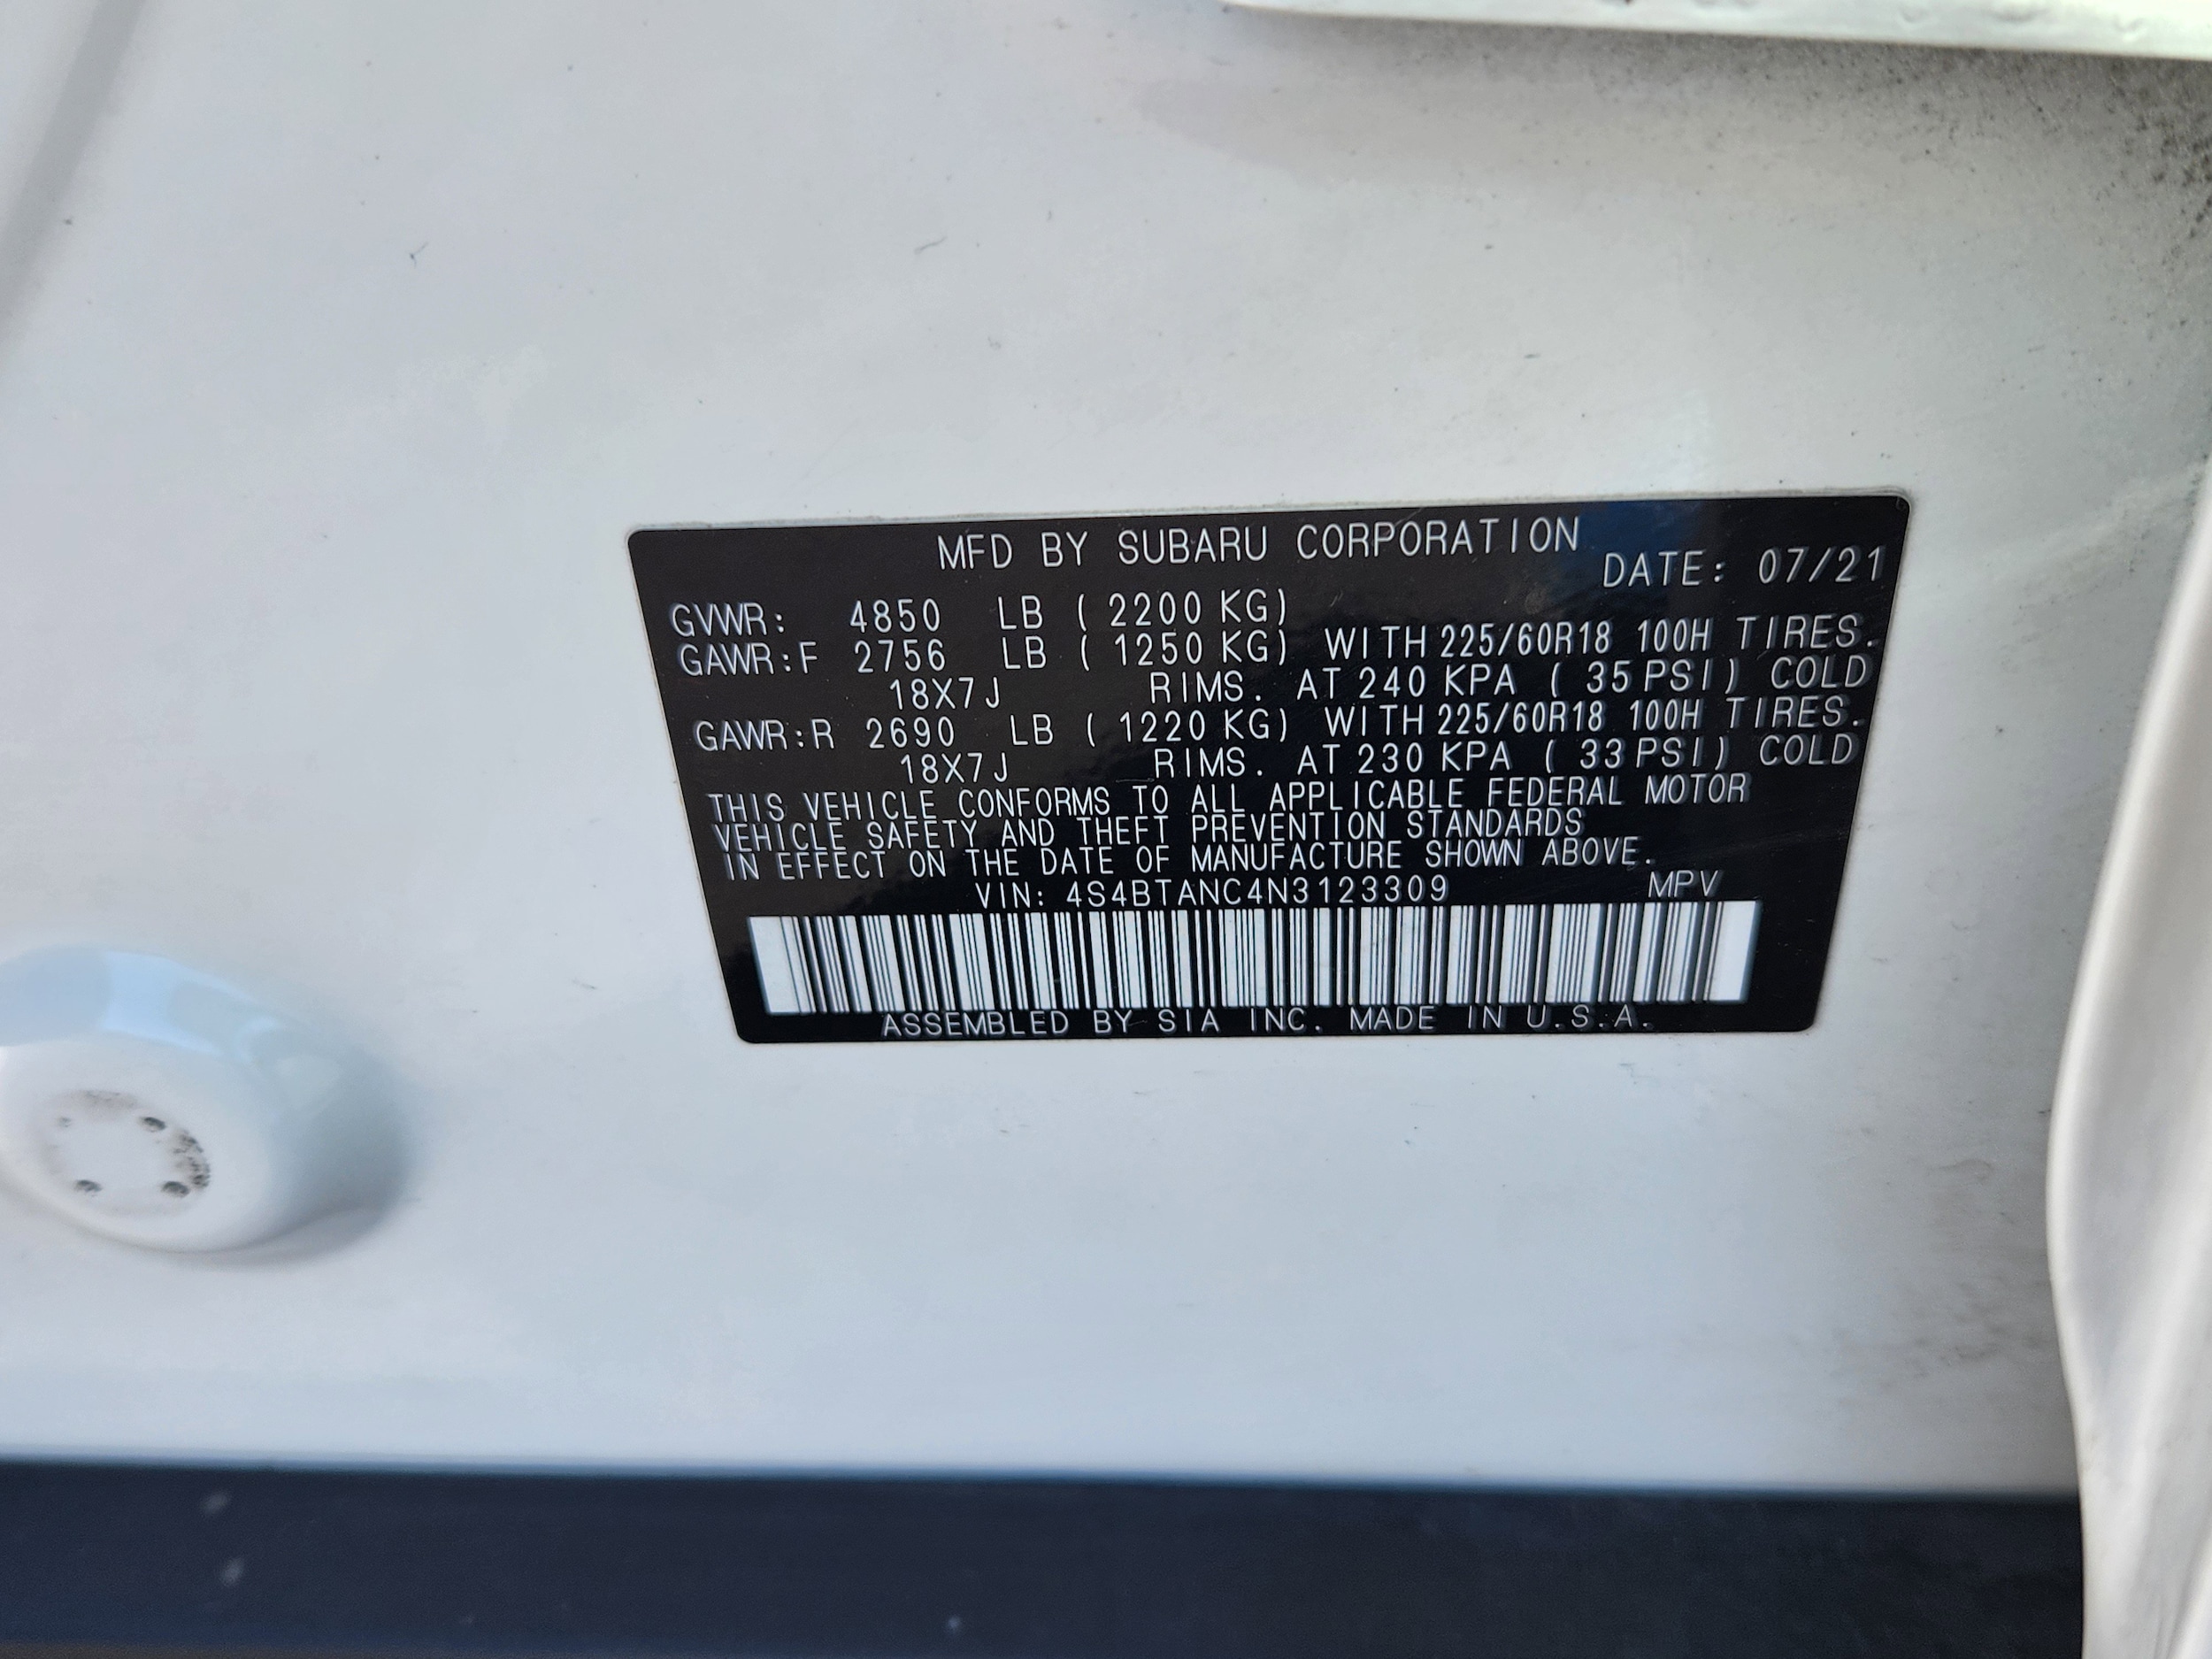 MFD BY SUBARU CORPORATION
DATE: 07/21
GVWR: 4850 LB ( 2200 KG)
GAWR:F 2756 LB ( 1250 KG) WITH 225/60R18 100H TIRES.
18X7J RIMS. AT 240 KPA ( 35 PSI) COLD
GAWR:R 2690 LB ( 1220 KG) WITH 225/60R18 100H TIRES.
18X7J RIMS. AT 230 KPA ( 33 PSI) COLD
THIS VEHICLE CONFORMS TO ALL APPLICABLE FEDERAL MOTOR
VEHICLE SAFETY AND THEFT PREVENTION STANDARDS
IN EFFECT ON THE DATE OF MANUFACTURE SHOWN ABOVE.
VIN: 4S4BTANC4N3123309 MPV
ASSEMBLED BY SIA INC. MADE IN U.S.A.